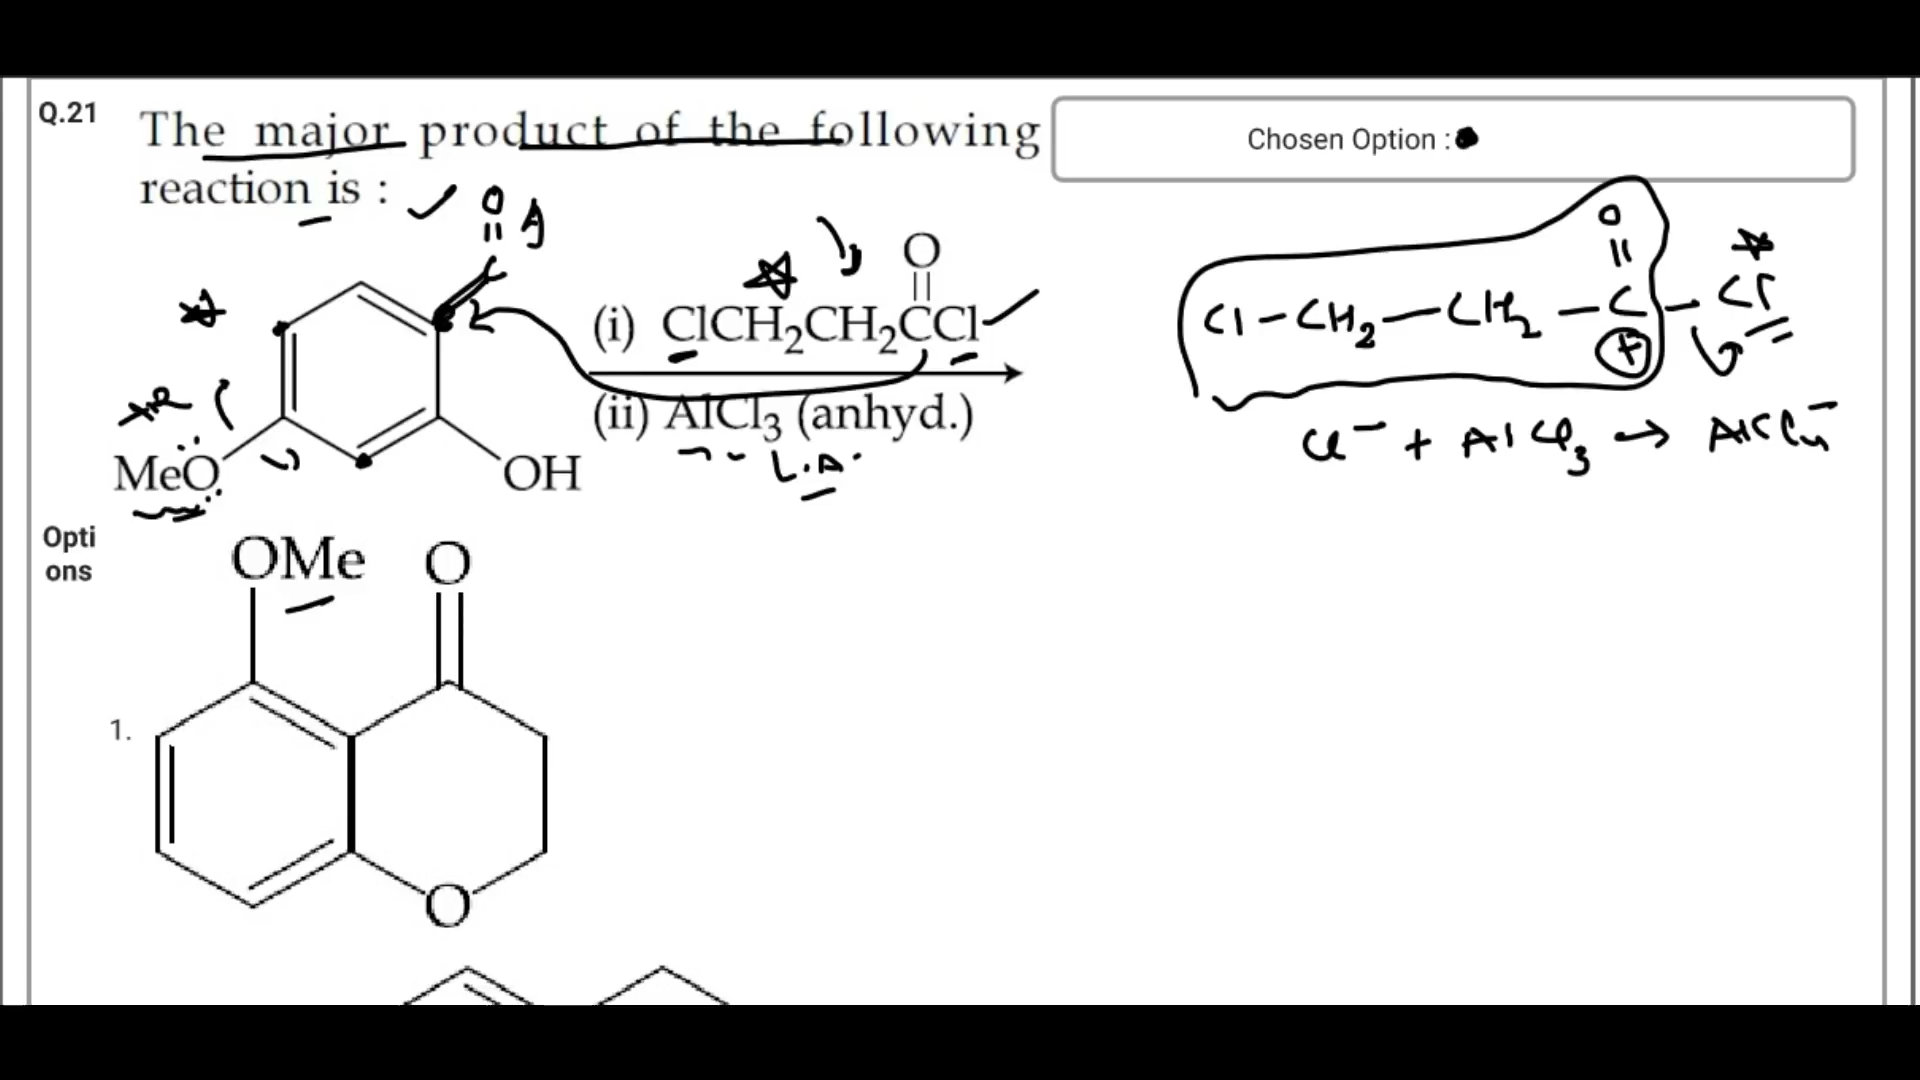 Q.21
The major product of the following
reaction is :
Chosen Option :
O
C
(i) ClCH₂CH₂CCl
O
(ii) AlCl₃ (anhyd.)
L.A.
MeO
OH
O
Cl-CH₂-CH₂-C-Cl
+
Cl⁻ + AlCl₃ → AlCl₄⁻
Opti
ons
OMe
O
1.
O